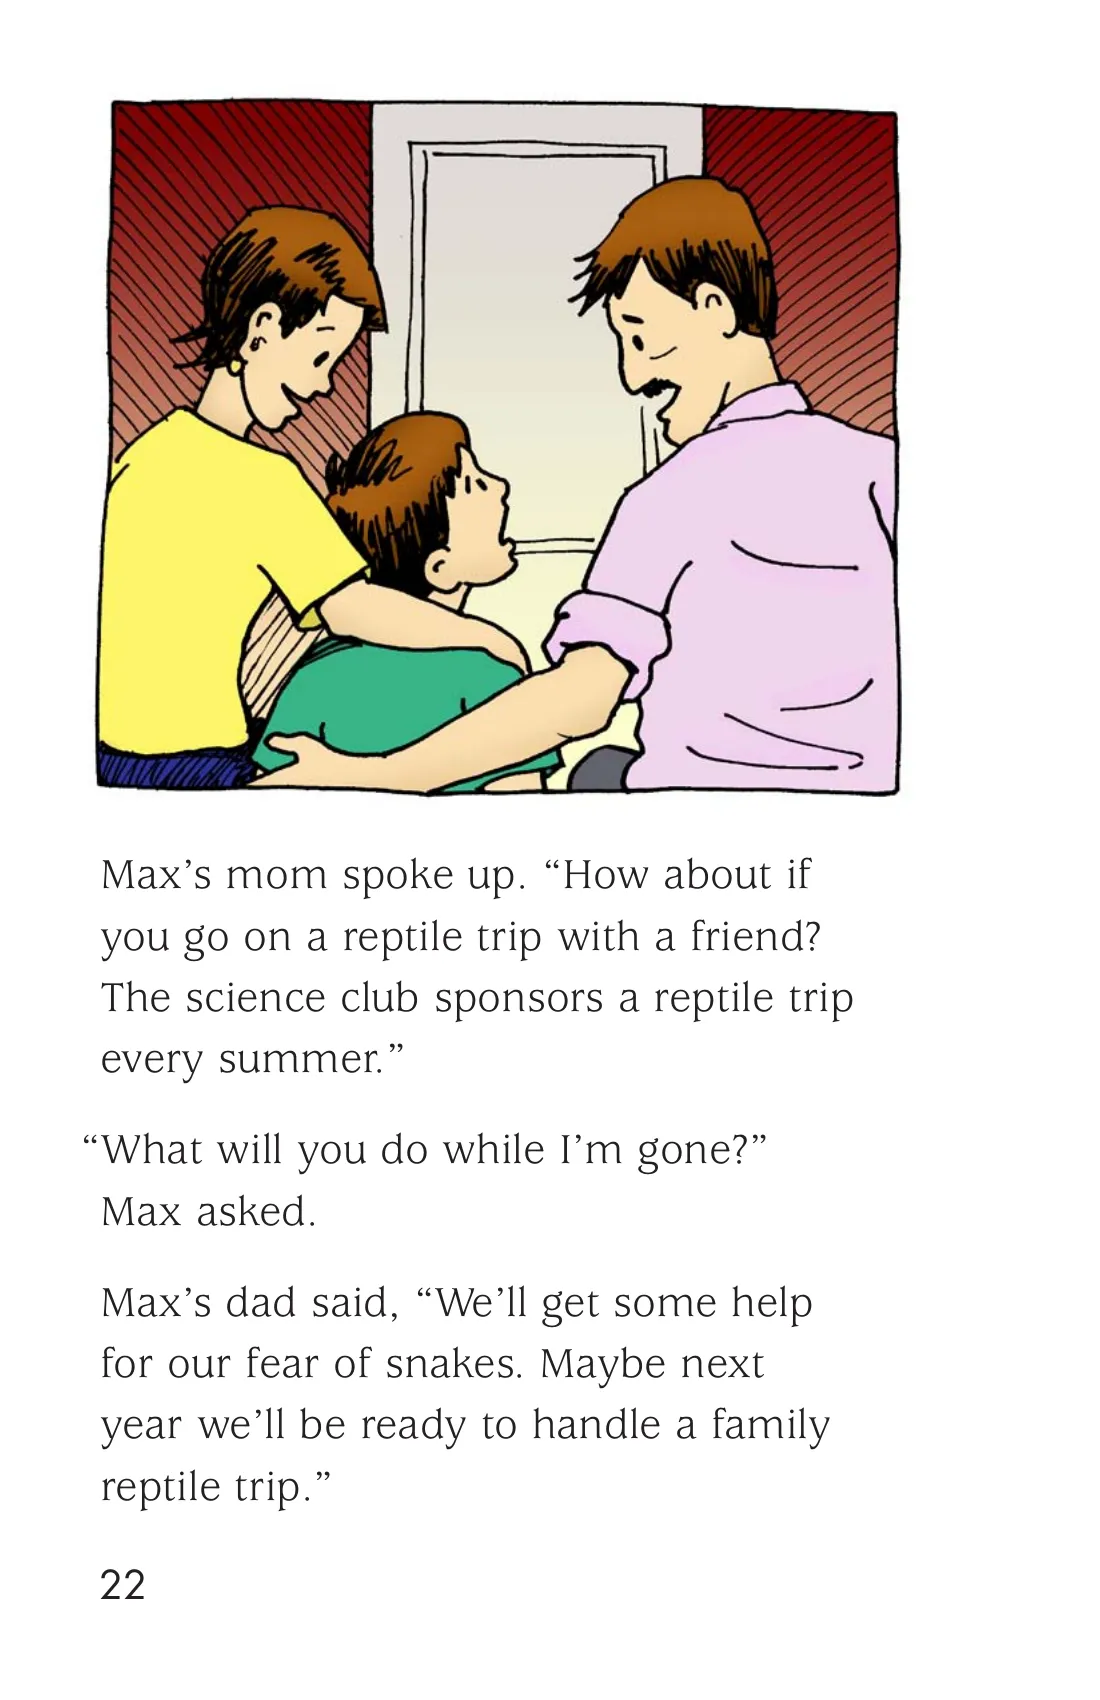 Max’s mom spoke up. “How about if
you go on a reptile trip with a friend?
The science club sponsors a reptile trip
every summer.”
“What will you do while I’m gone?”
Max asked.
Max’s dad said, “We’ll get some help
for our fear of snakes. Maybe next
year we’ll be ready to handle a family
reptile trip.”
22